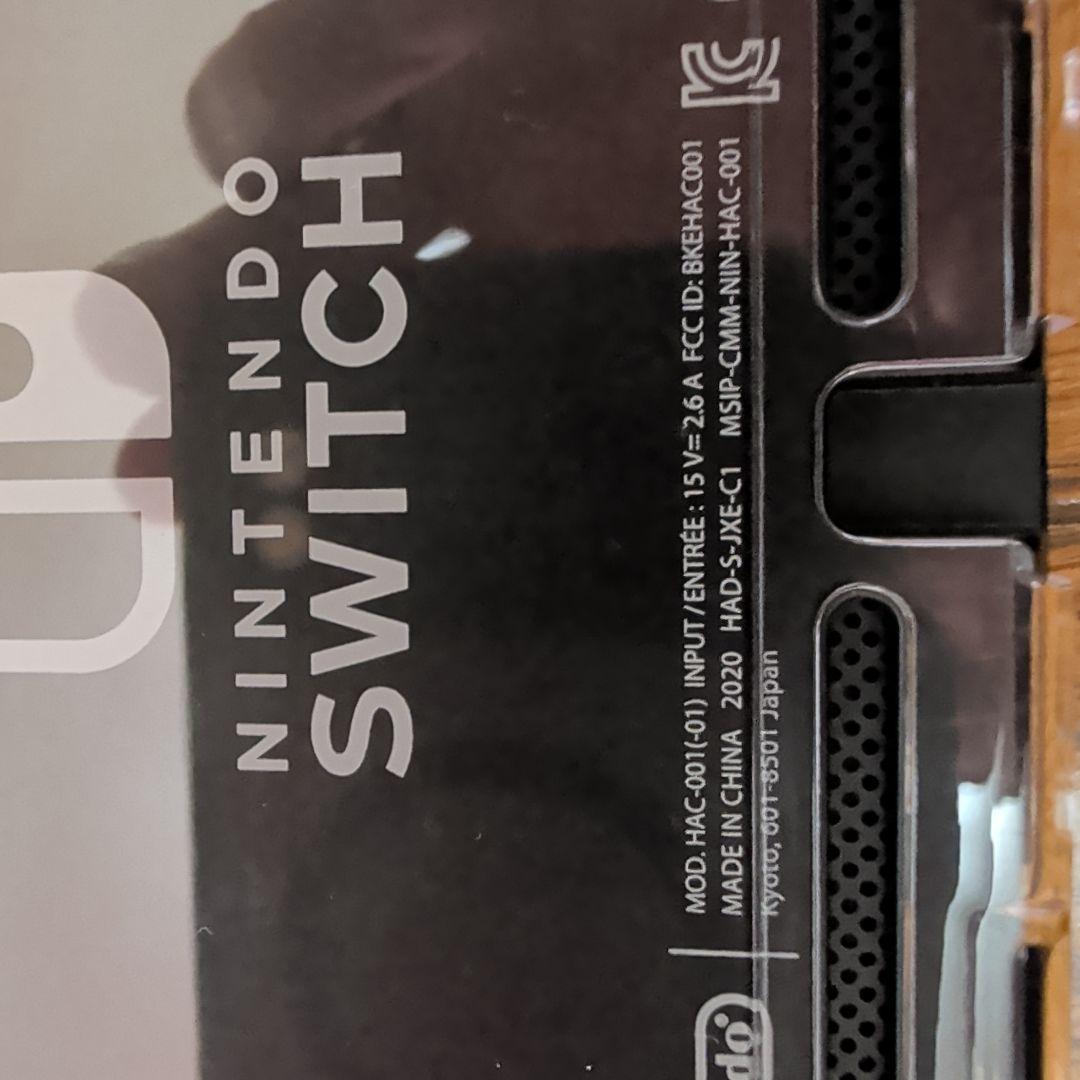 NINTENDO
SWITCH
MOD. HAC-001(-01) INPUT / ENTRÉE : 15 V⎓ 2.6 A FCC ID: BKEHAC001
MADE IN CHINA 2020 HAD-S-JXE-C1 MSIP-CMM-NIN-HAC-001
Kyoto, 601-8501 Japan